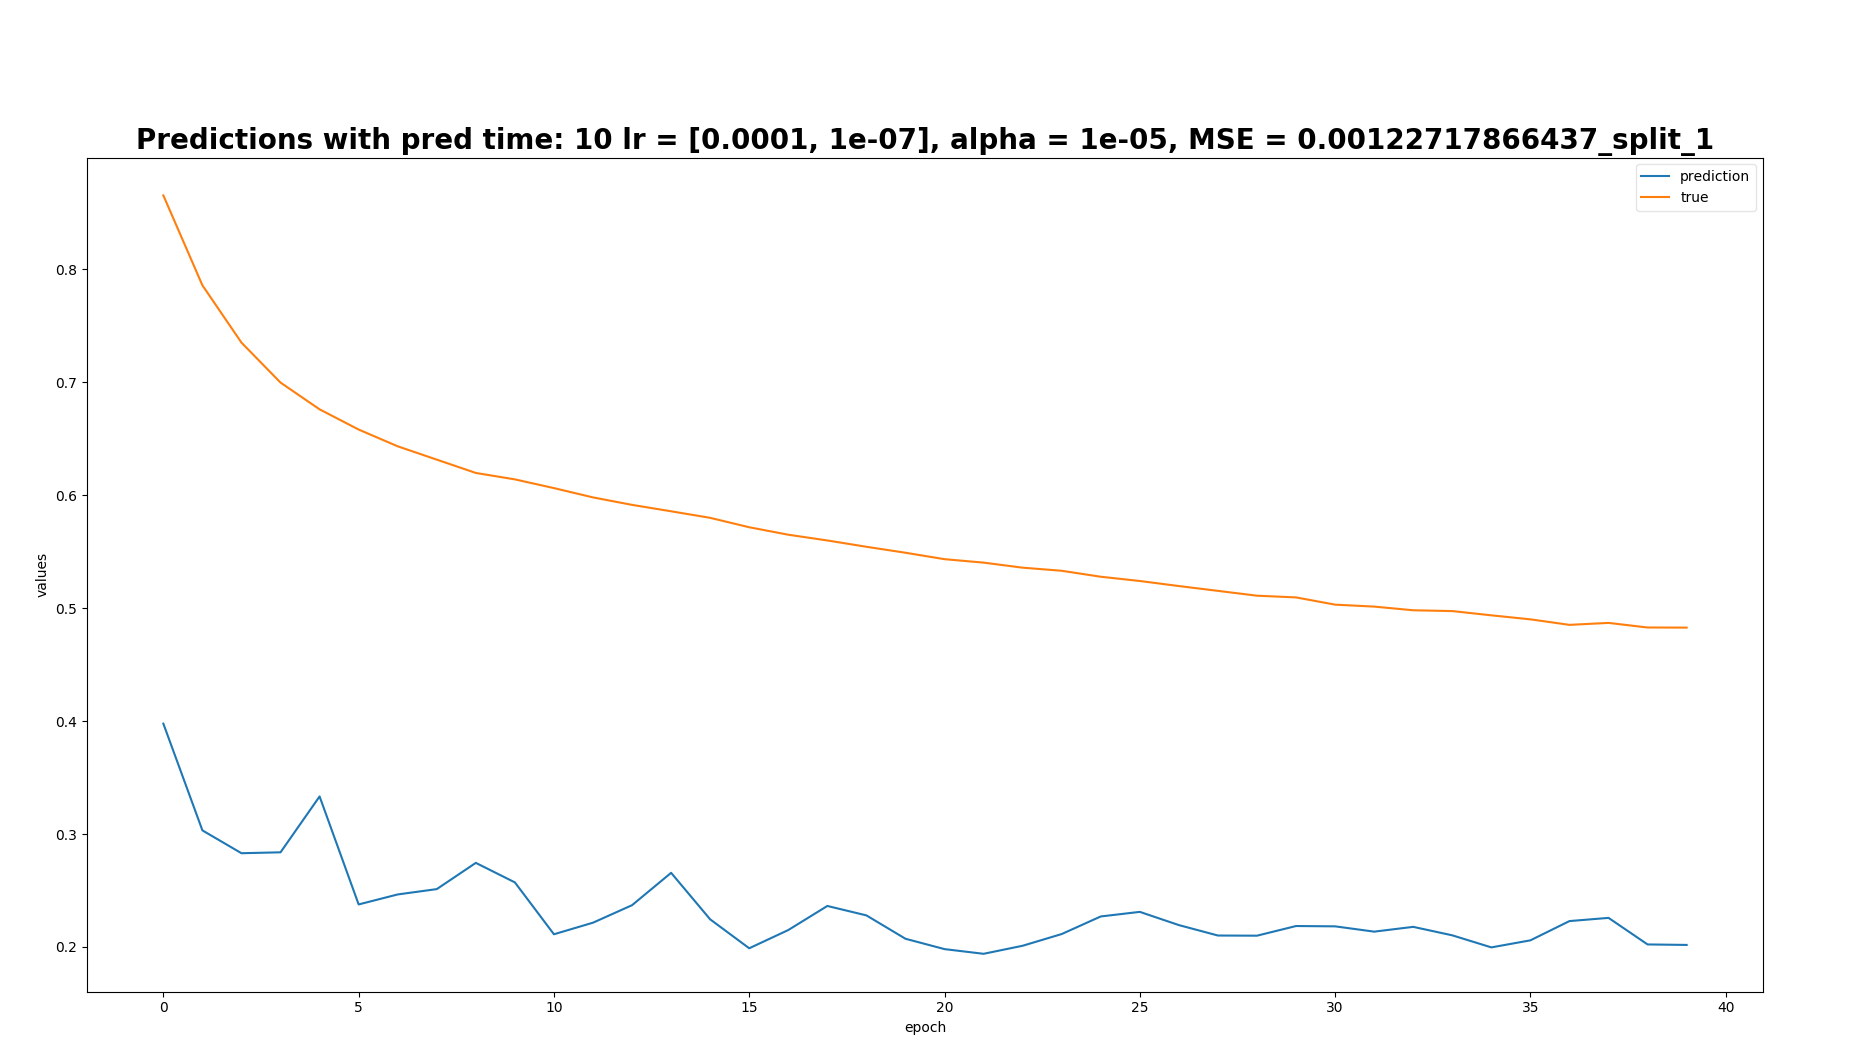 Predictions with pred time: 10 lr = [0.0001, 1e-07], alpha = 1e-05, MSE = 0.00122717866437_split_1
prediction
true
values
0.8
0.7
0.6
0.5
0.4
0.3
0.2
0 5 10 15 20 25 30 35 40
epoch